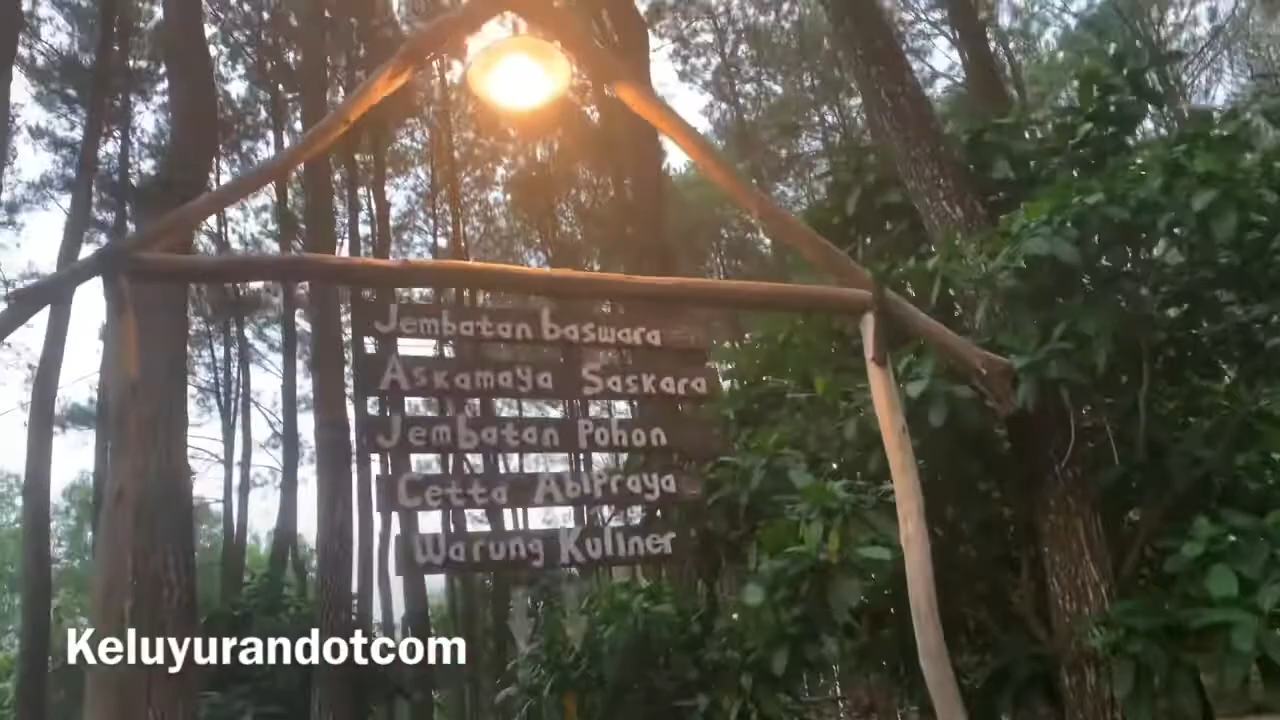 Jembatan baswara
Askamaya Saskara
Jembatan Pohon
Cetta Abipraya
Warung Kuliner
Keluyurandotcom